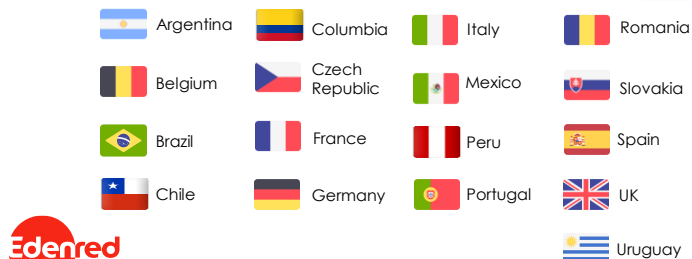 Argentina
Belgium
Brazil
Chile
Columbia
Czech
Republic
France
Germany
Italy
Mexico
Peru
Portugal
Romania
Slovakia
Spain
UK
Uruguay
Edenred